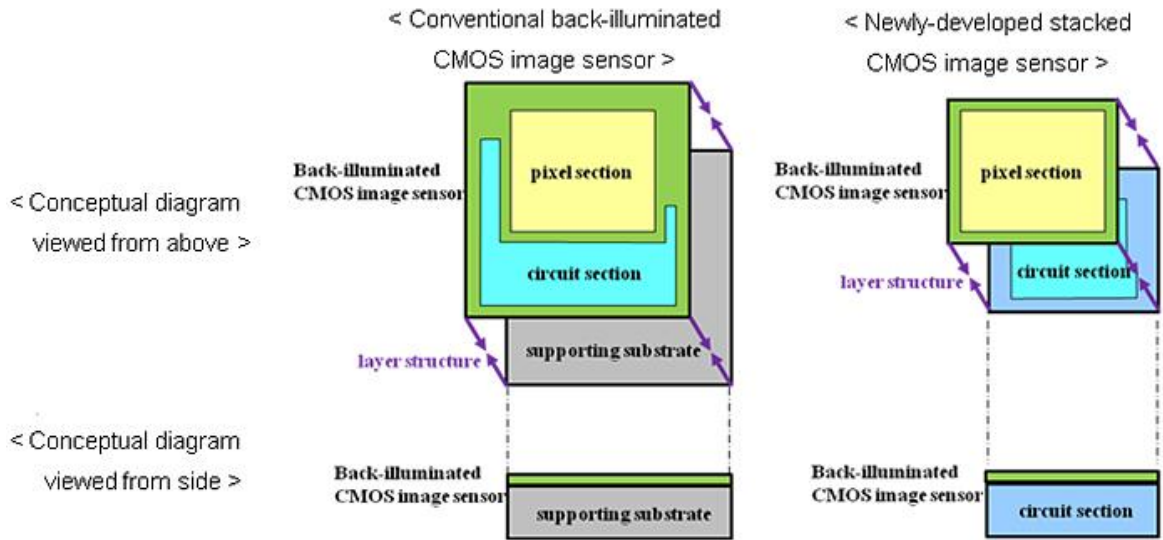 < Conventional back-illuminated
CMOS image sensor >
< Newly-developed stacked
CMOS image sensor >
< Conceptual diagram
viewed from above >
Back-illuminated
CMOS image sensor
pixel section
circuit section
layer structure
supporting substrate
Back-illuminated
CMOS image sensor
pixel section
layer structure
circuit section
< Conceptual diagram
viewed from side >
Back-illuminated
CMOS image sensor
supporting substrate
Back-illuminated
CMOS image sensor
circuit section